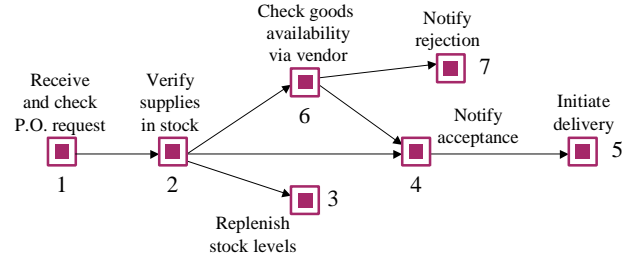 Check goods
availability
via vendor
Notify
rejection
7
Receive
and check
P.O. request
Verify
supplies
in stock
6
Notify
acceptance
Initiate
delivery
5
1
2
4
3
Replenish
stock levels